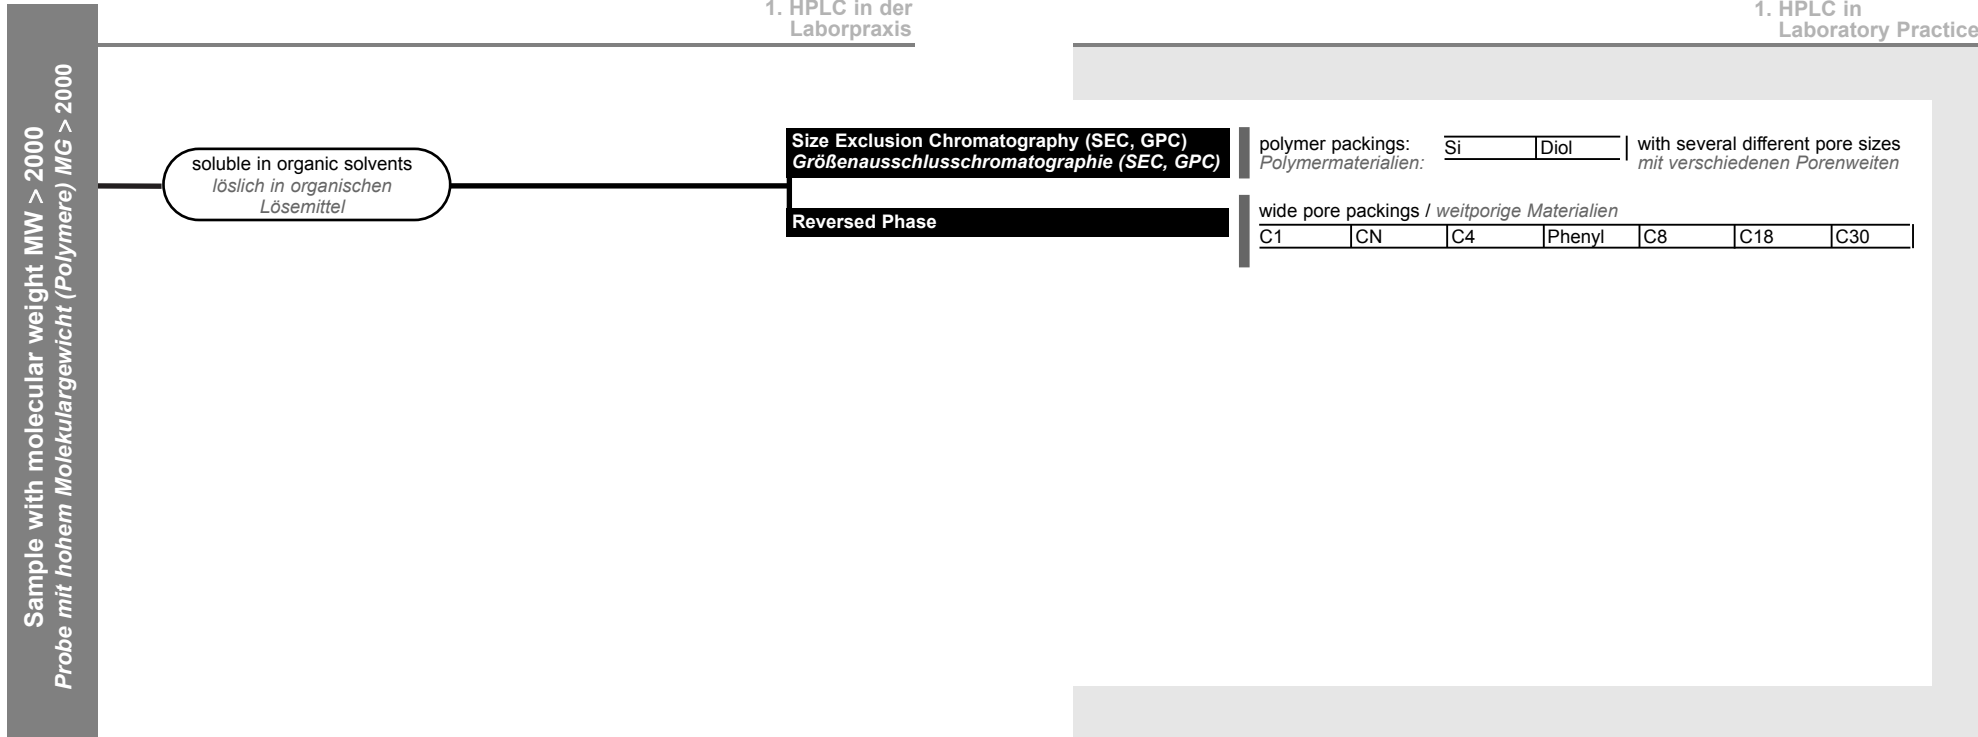 1. HPLC in der
Laborpraxis
1. HPLC in
Laboratory Practice
Sample with molecular weight MW > 2000
Probe mit hohem Molekulargewicht (Polymere) MG > 2000
soluble in organic solvents
löslich in organischen
Lösemittel
Size Exclusion Chromatography (SEC, GPC)
Größenausschlusschromatographie (SEC, GPC)
polymer packings: Si Diol with several different pore sizes
Polymermaterialien: mit verschiedenen Porenweiten
Reversed Phase
wide pore packings / weitporige Materialien
C1 CN C4 Phenyl C8 C18 C30